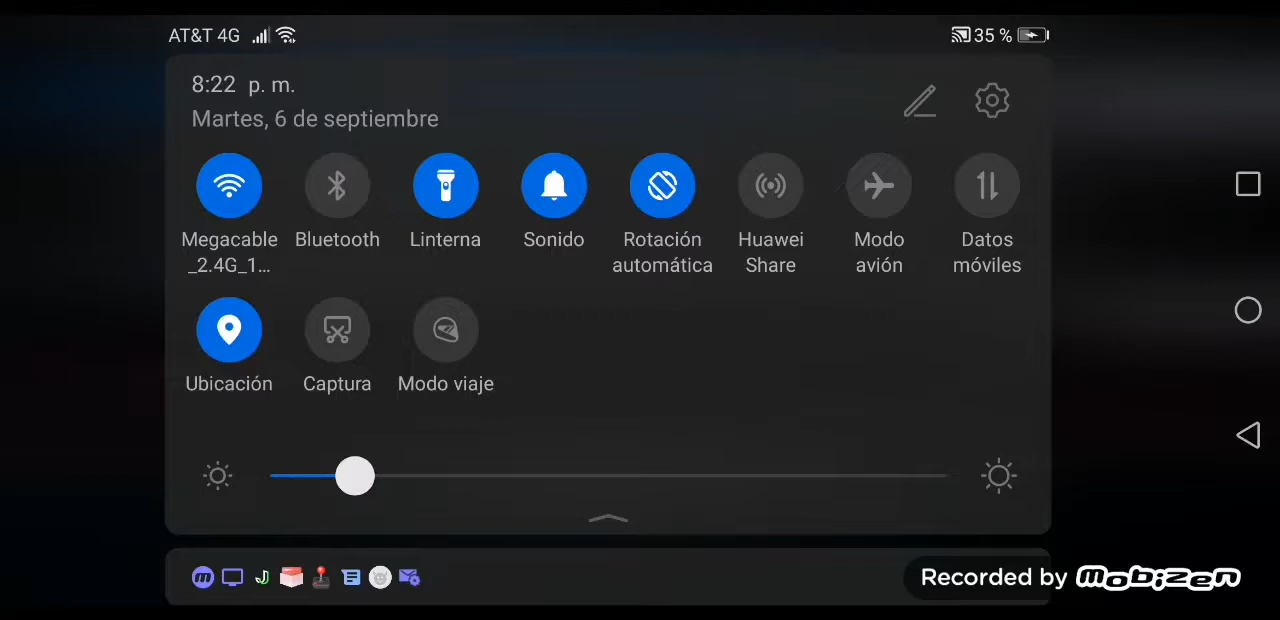 AT&T 4G
35 %
8:22 p. m.
Martes, 6 de septiembre
Megacable
_2.4G_1...
Bluetooth
Linterna
Sonido
Rotación
automática
Huawei
Share
Modo
avión
Datos
móviles
Ubicación
Captura
Modo viaje
Recorded by mobizen